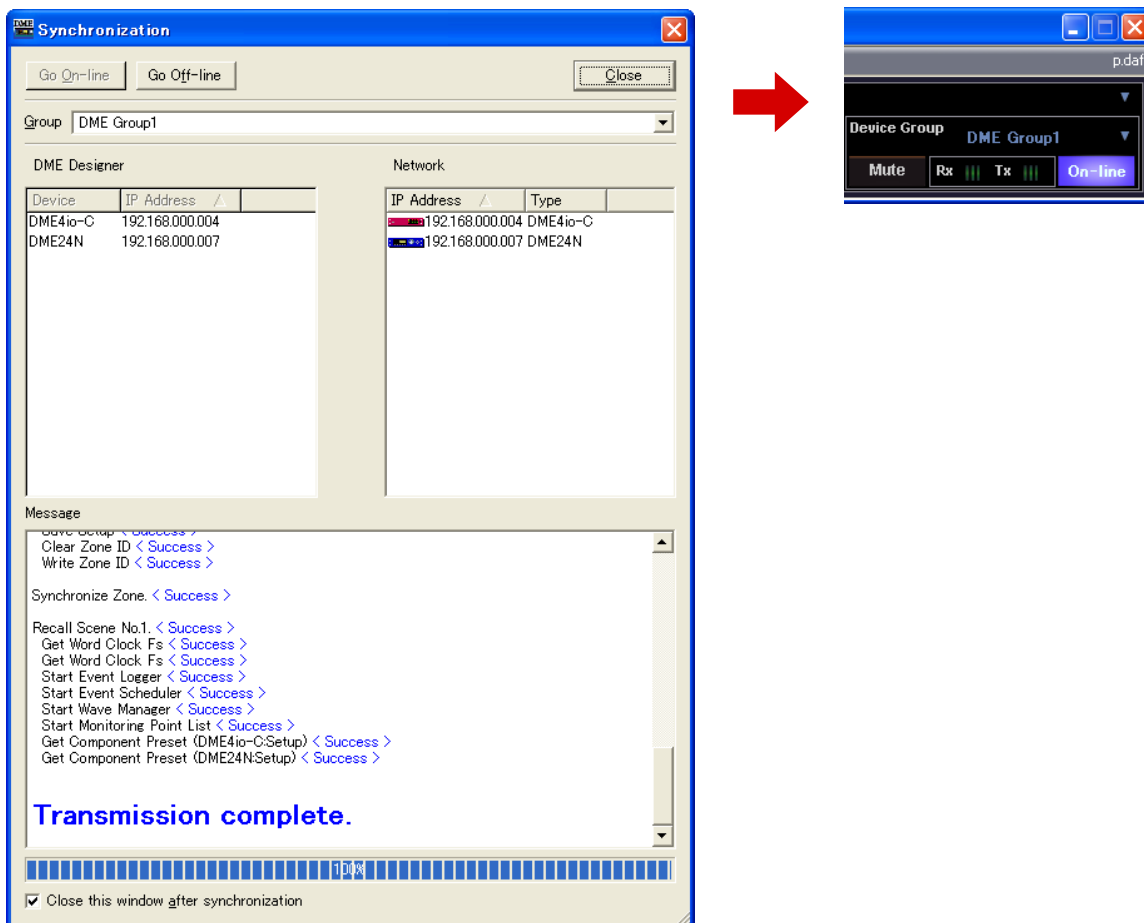 DME Synchronization
Go On-line Go Off-line Close
Group DME Group1
DME Designer Network
Device IP Address IP Address Type
DME4io-C 192.168.000.004 192.168.000.004 DME4io-C
DME24N 192.168.000.007 192.168.000.007 DME24N
Message
Save Setup < Success >
Clear Zone ID < Success >
Write Zone ID < Success >
Synchronize Zone. < Success >
Recall Scene No.1. < Success >
Get Word Clock Fs < Success >
Get Word Clock Fs < Success >
Start Event Logger < Success >
Start Event Scheduler < Success >
Start Wave Manager < Success >
Start Monitoring Point List < Success >
Get Component Preset (DME4io-C:Setup) < Success >
Get Component Preset (DME24N:Setup) < Success >
Transmission complete.
100%
Close this window after synchronization
p.daf
Device Group DME Group1
Mute Rx Tx On-line